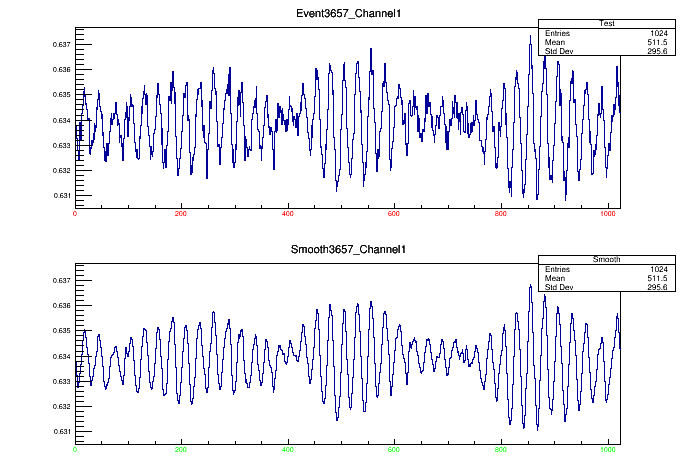 Event3657_Channel1
Test
Entries 1024
Mean 511.5
Std Dev 295.6
0.637
0.636
0.635
0.634
0.633
0.632
0.631
0 200 400 600 800 1000
Smooth3657_Channel1
Smooth
Entries 1024
Mean 511.5
Std Dev 295.6
0.637
0.636
0.635
0.634
0.633
0.632
0.631
0 200 400 600 800 1000